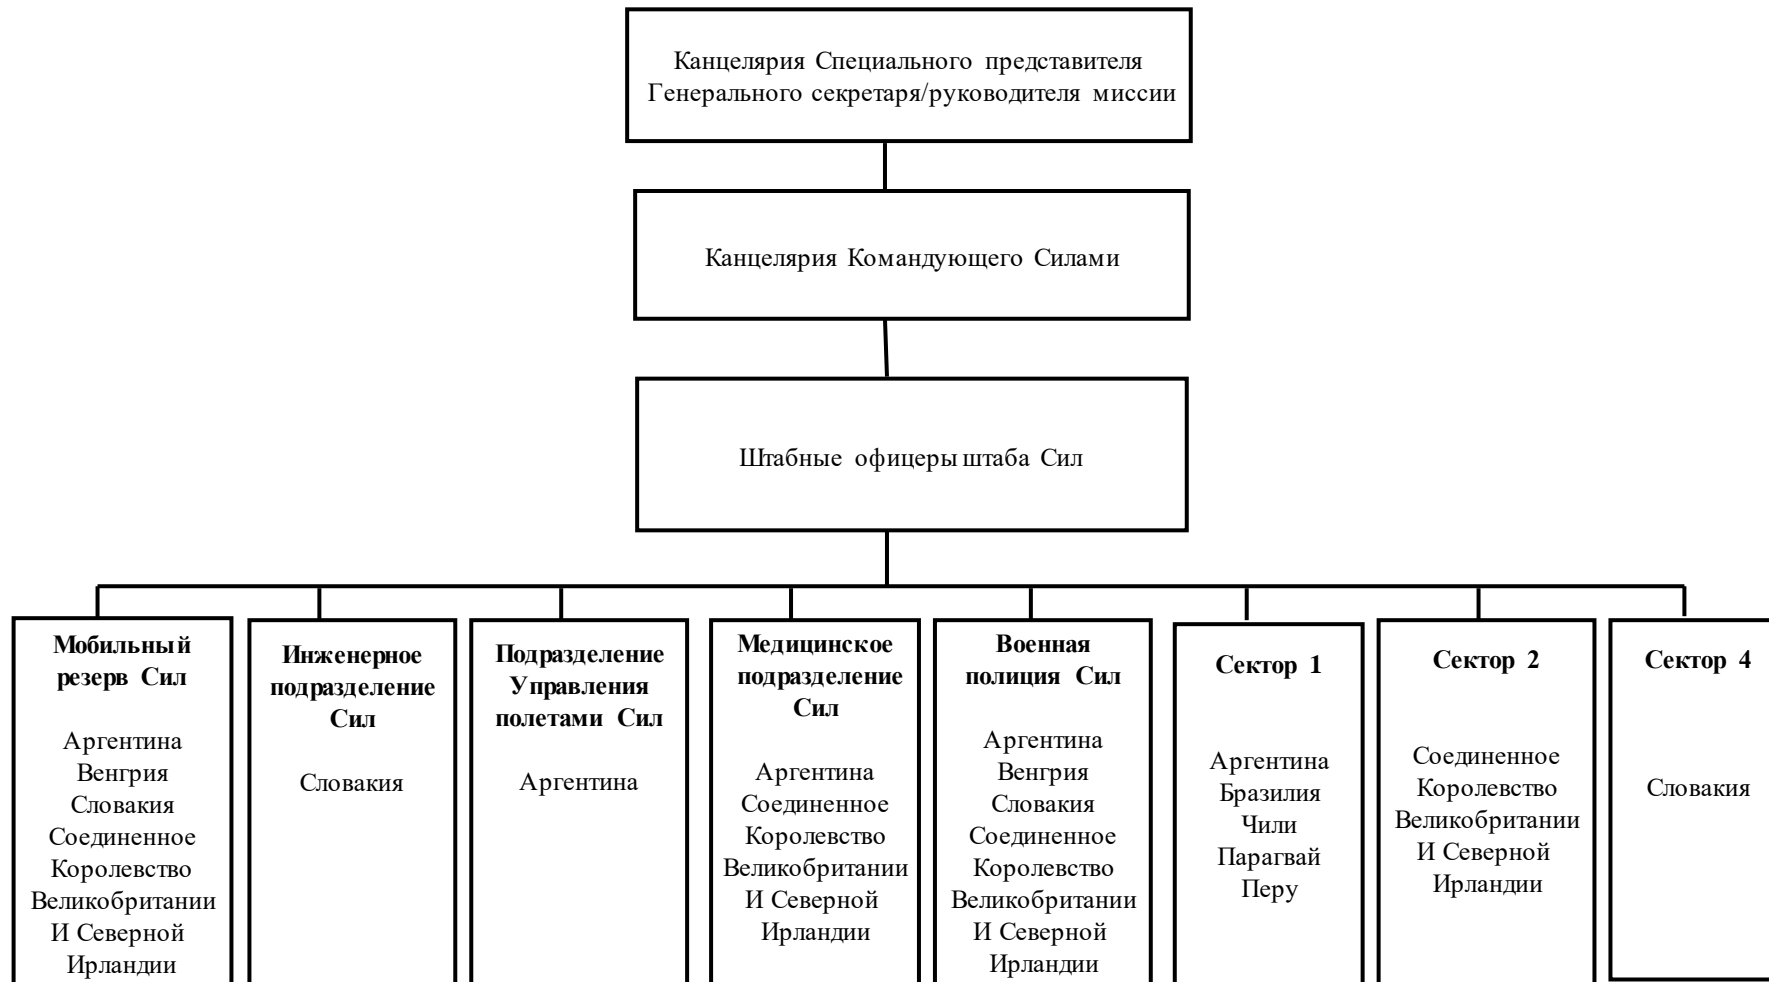 Канцелярия Специального представителя
Генерального секретаря/руководителя миссии
Канцелярия Командующего Силами
Штабные офицеры штаба Сил
Мобильный
резерв Сил
Аргентина
Венгрия
Словакия
Соединенное
Королевство
Великобритании
И Северной
Ирландии
Инженерное
подразделение
Сил
Словакия
Подразделение
Управления
полетами Сил
Аргентина
Медицинское
подразделение
Сил
Аргентина
Соединенное
Королевство
Великобритании
И Северной
Ирландии
Военная
полиция Сил
Аргентина
Венгрия
Словакия
Соединенное
Королевство
Великобритании
И Северной
Ирландии
Сектор 1
Аргентина
Бразилия
Чили
Парагвай
Перу
Сектор 2
Соединенное
Королевство
Великобритании
И Северной
Ирландии
Сектор 4
Словакия